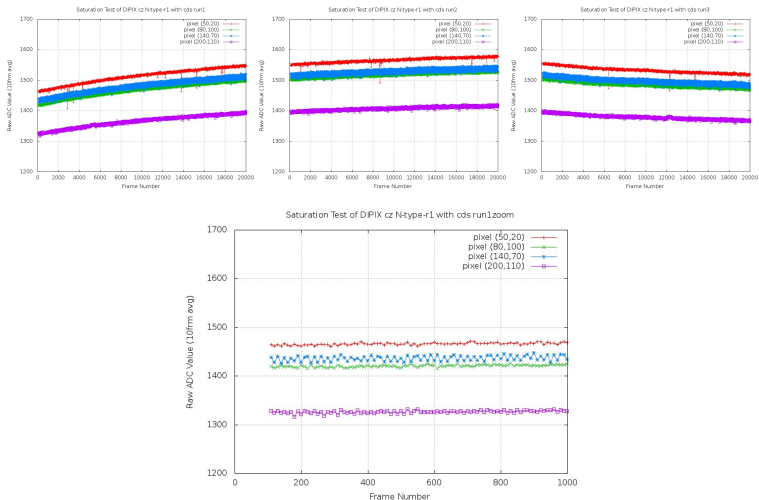 Saturation Test of DIPIX cz N-type-r1 with cds run1
pixel (50,20)
pixel (80,100)
pixel (140,70)
pixel (200,110)
Raw ADC Value (10frm avg)
1700
1600
1500
1400
1300
1200
0 2000 4000 6000 8000 10000 12000 14000 16000 18000 20000
Frame Number
Saturation Test of DIPIX cz N-type-r1 with cds run2
pixel (50,20)
pixel (80,100)
pixel (140,70)
pixel (200,110)
Raw ADC Value (10frm avg)
1700
1600
1500
1400
1300
1200
0 2000 4000 6000 8000 10000 12000 14000 16000 18000 20000
Frame Number
Saturation Test of DIPIX cz N-type-r1 with cds run3
pixel (50,20)
pixel (80,100)
pixel (140,70)
pixel (200,110)
Raw ADC Value (10frm avg)
1700
1600
1500
1400
1300
1200
0 2000 4000 6000 8000 10000 12000 14000 16000 18000 20000
Frame Number
Saturation Test of DIPIX cz N-type-r1 with cds run1zoom
pixel (50,20)
pixel (80,100)
pixel (140,70)
pixel (200,110)
Raw ADC Value (10frm avg)
1700
1600
1500
1400
1300
1200
0 200 400 600 800 1000
Frame Number